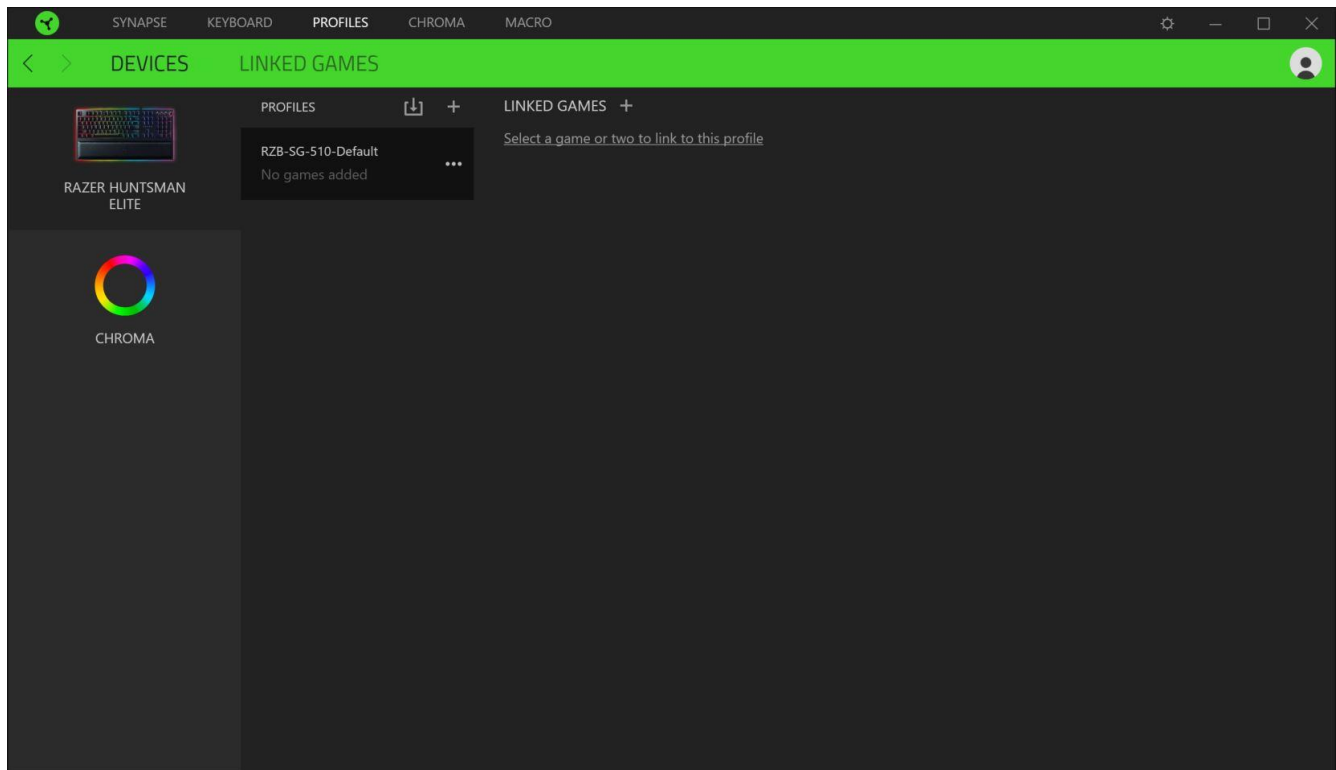 SYNAPSE KEYBOARD PROFILES CHROMA MACRO
DEVICES LINKED GAMES
RAZER HUNTSMAN
ELITE
CHROMA
PROFILES
RZB-SG-510-Default
No games added
LINKED GAMES
Select a game or two to link to this profile